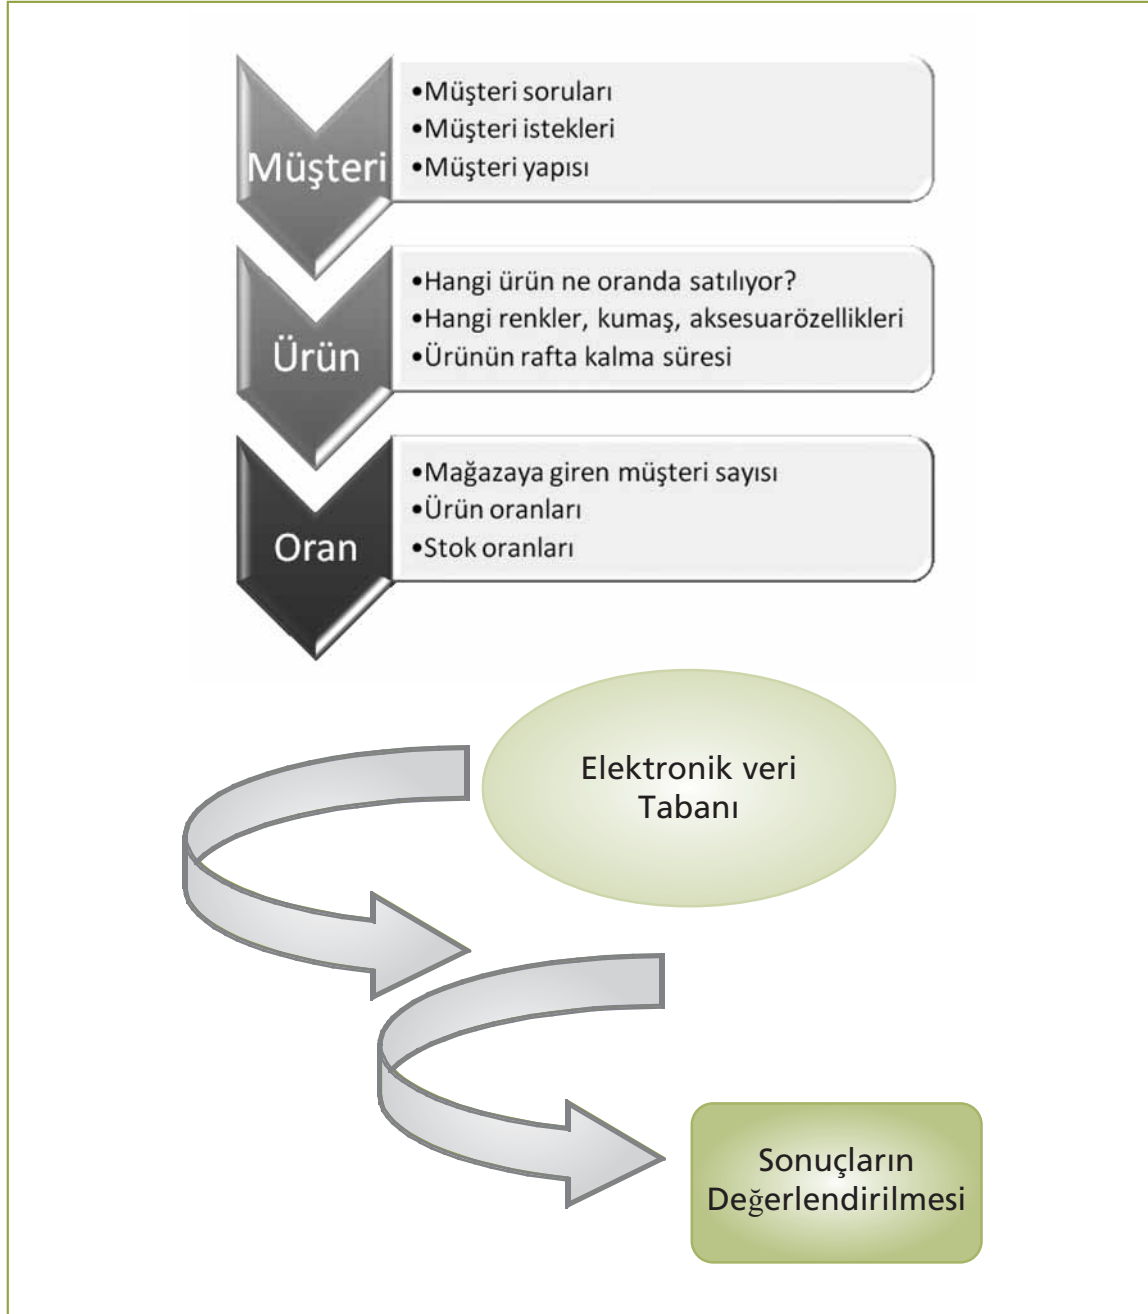 Müşteri
•Müşteri soruları
•Müşteri istekleri
•Müşteri yapısı
Ürün
•Hangi ürün ne oranda satılıyor?
•Hangi renkler, kumaş, aksesuarözellikleri
•Ürünün rafta kalma süresi
Oran
•Mağazaya giren müşteri sayısı
•Ürün oranları
•Stok oranları
Elektronik veri
Tabanı
Sonuçların
Değerlendirilmesi